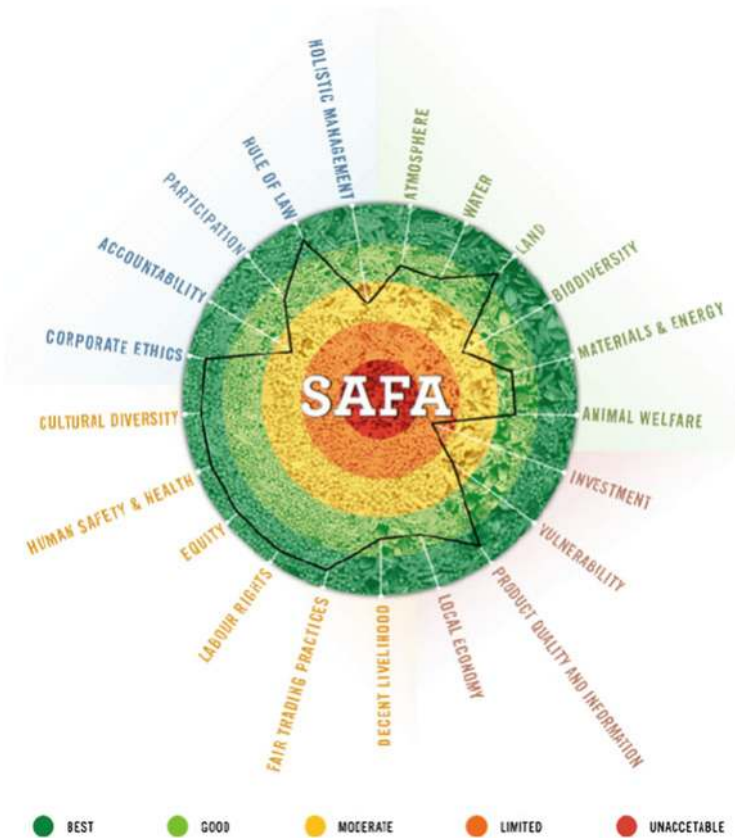 HOLISTIC MANAGEMENT
ATMOSPHERE
WATER
LAND
BIODIVERSITY
MATERIALS & ENERGY
ANIMAL WELFARE
INVESTMENT
VULNERABILITY
PRODUCT QUALITY AND INFORMATION
LOCAL ECONOMY
DECENT LIVELIHOOD
FAIR TRADING PRACTICES
LABOUR RIGHTS
EQUITY
HUMAN SAFETY & HEALTH
CULTURAL DIVERSITY
CORPORATE ETHICS
ACCOUNTABILITY
PARTICIPATION
RULE OF LAW
SAFA
BEST
GOOD
MODERATE
LIMITED
UNACCETABLE